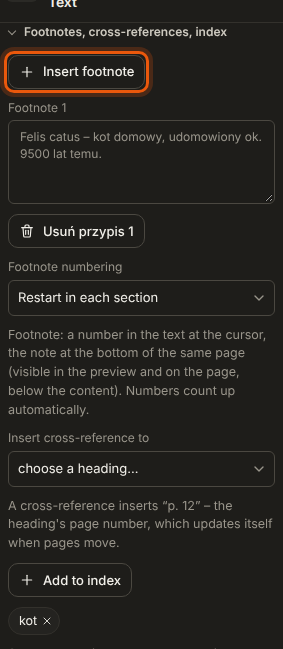 Text
Footnotes, cross-references, index
Insert footnote
Footnote 1
Felis catus – kot domowy, udomowiony ok.
9500 lat temu.
Usuń przypis 1
Footnote numbering
Restart in each section
Footnote: a number in the text at the cursor,
the note at the bottom of the same page
(visible in the preview and on the page,
below the content). Numbers count up
automatically.
Insert cross-reference to
choose a heading...
A cross-reference inserts “p. 12” – the
heading's page number, which updates itself
when pages move.
Add to index
kot